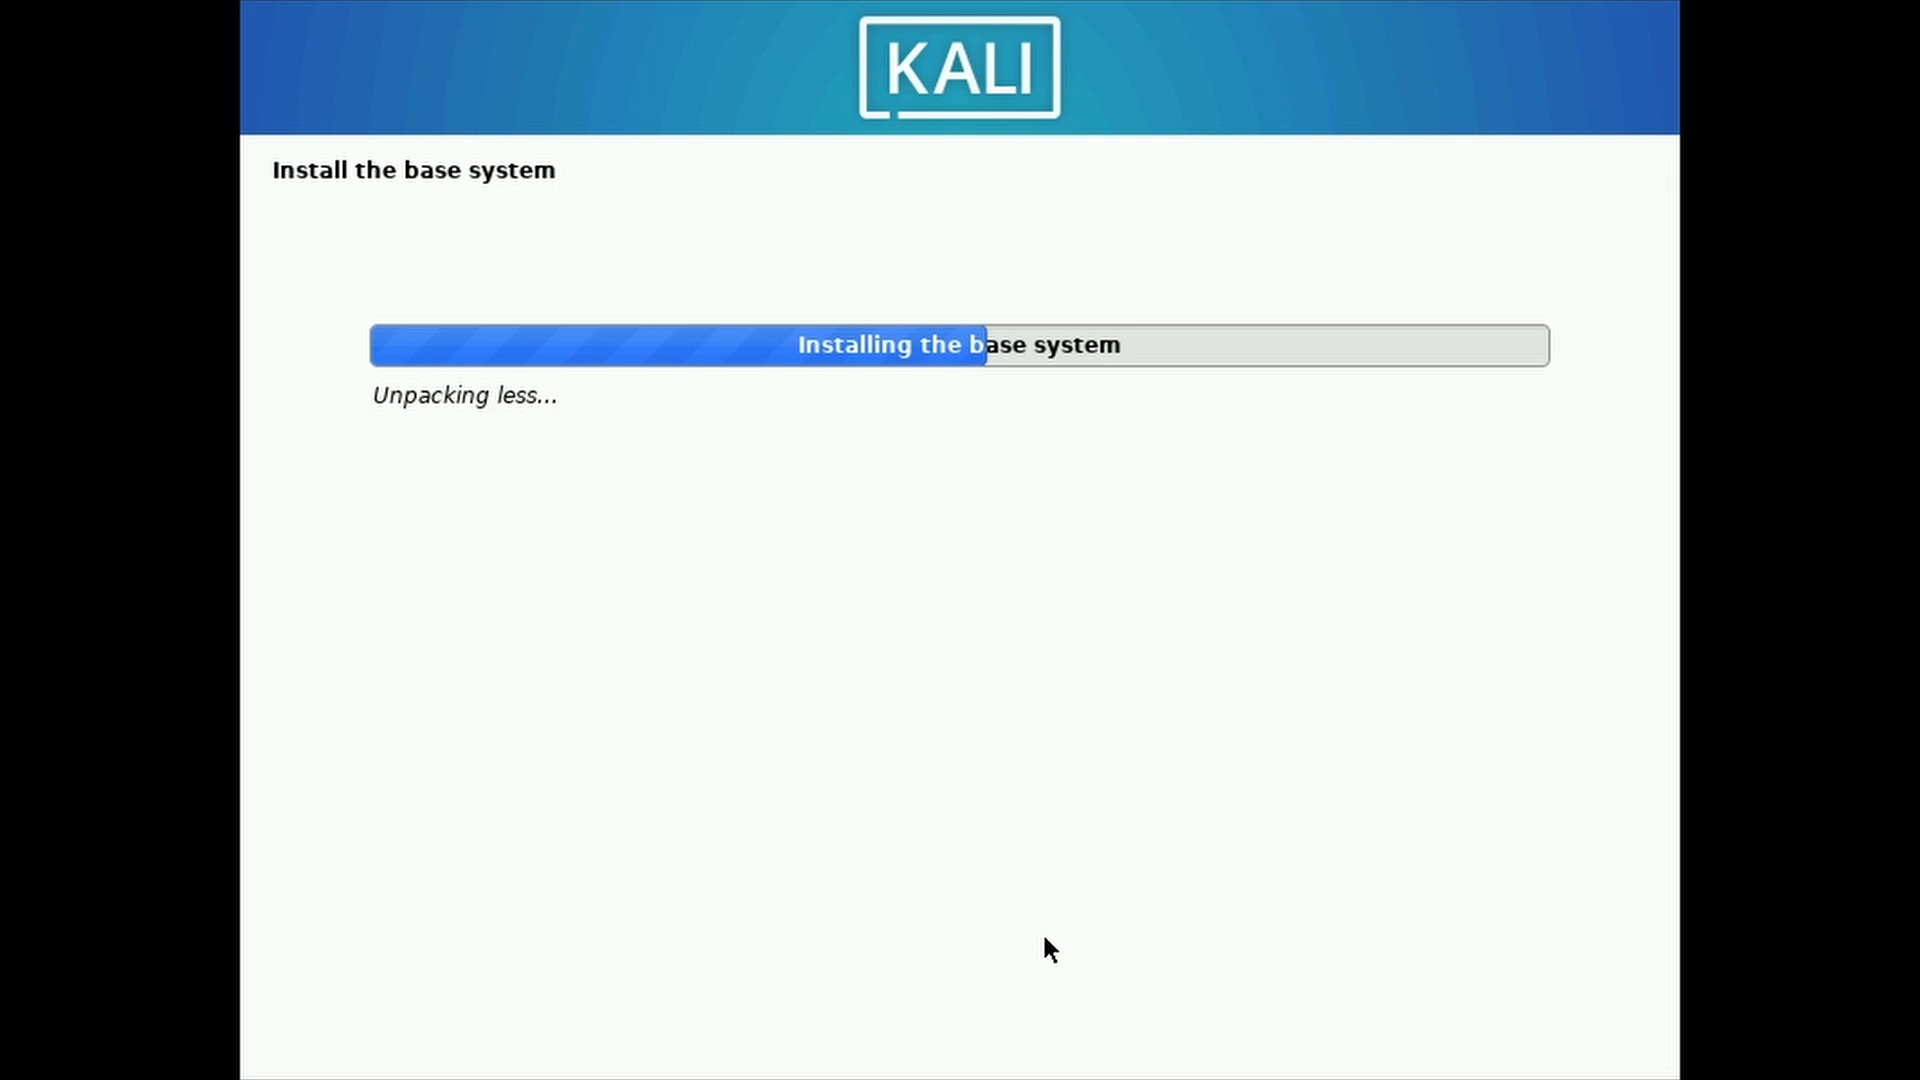 KALI
Install the base system
Installing the base system
Unpacking less...